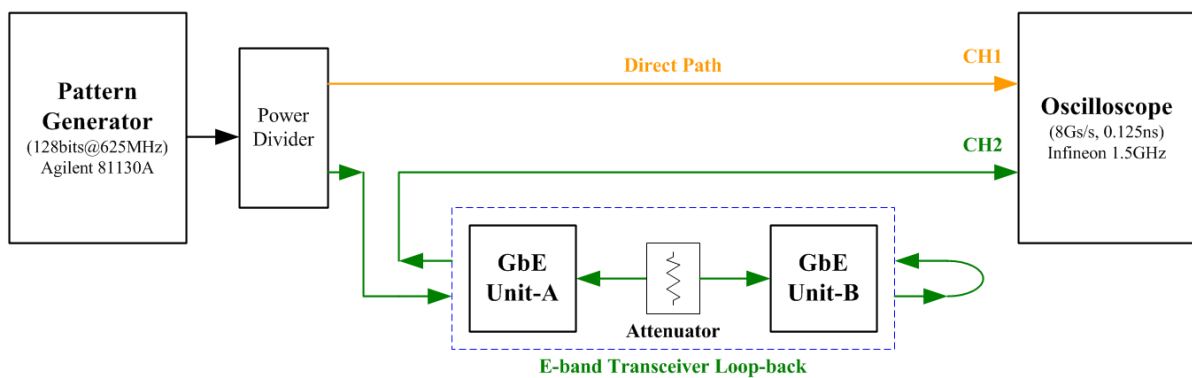 Pattern
Generator
(128bits@625MHz)
Agilent 81130A
Power
Divider
Direct Path
CH1
CH2
Oscilloscope
(8Gs/s, 0.125ns)
Infineon 1.5GHz
GbE
Unit-A
Attenuator
GbE
Unit-B
E-band Transceiver Loop-back